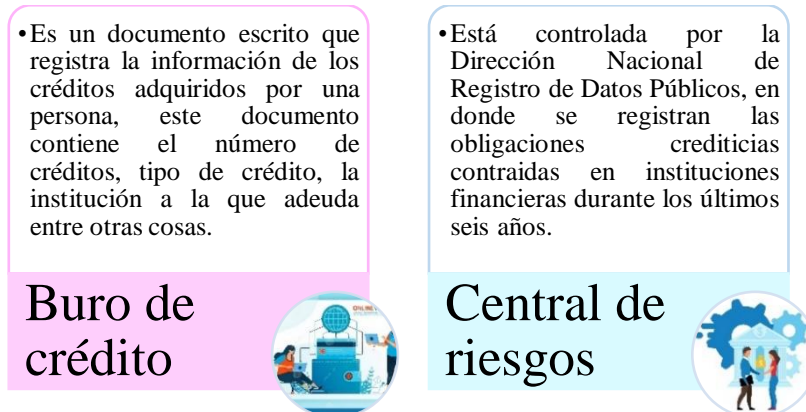 •Es un documento escrito que
registra la información de los
créditos adquiridos por una
persona, este documento
contiene el número de
créditos, tipo de crédito, la
institución a la que adeuda
entre otras cosas.
Buro de
crédito
•Está controlada por la
Dirección Nacional de
Registro de Datos Públicos, en
donde se registran las
obligaciones crediticias
contraidas en instituciones
financieras durante los últimos
seis años.
Central de
riesgos